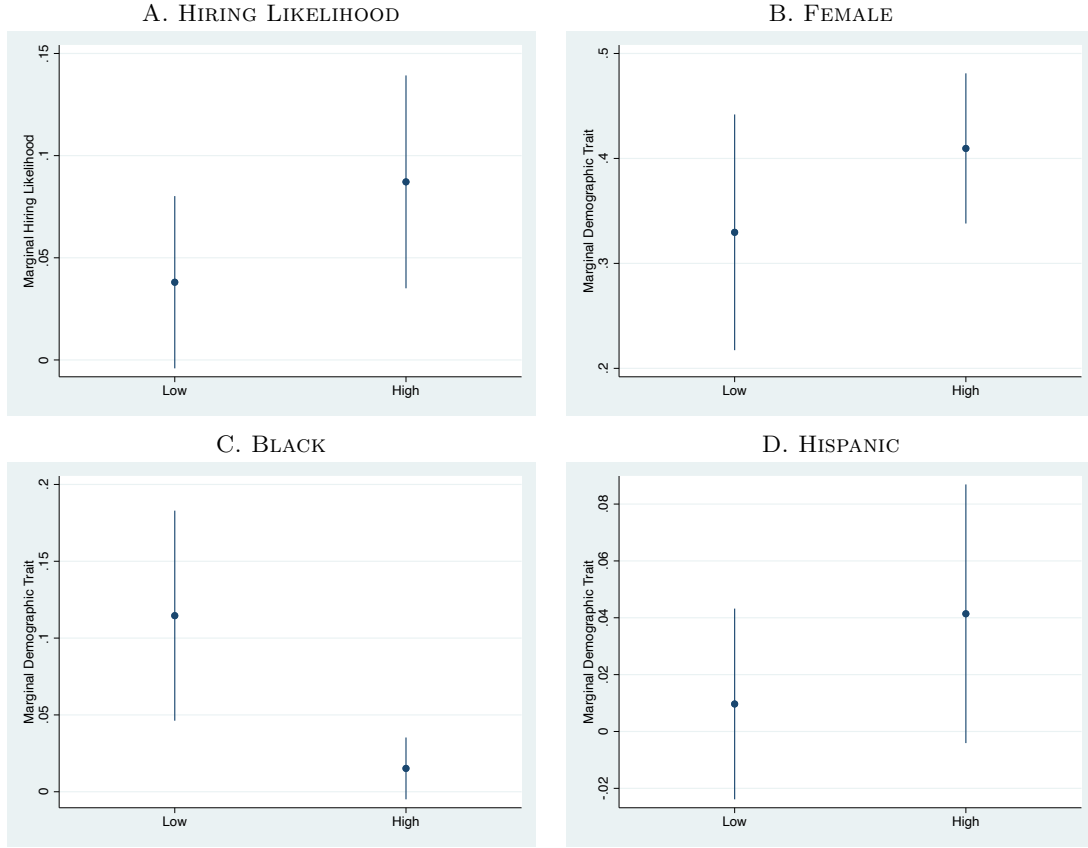 A. Hiring Likelihood
Marginal Hiring Likelihood
.15
.1
.05
0
Low High
B. Female
Marginal Demographic Trait
.5
.4
.3
.2
Low High
C. Black
Marginal Demographic Trait
.2
.15
.1
.05
0
Low High
D. Hispanic
Marginal Demographic Trait
.08
.06
.04
.02
0
-.02
Low High